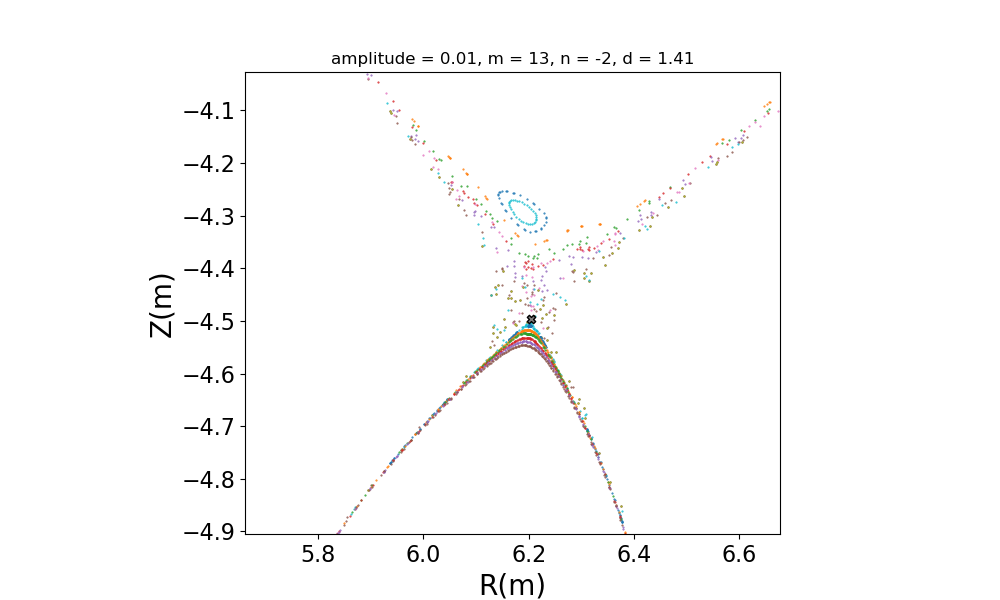 amplitude = 0.01, m = 13, n = -2, d = 1.41
−4.1
−4.2
−4.3
−4.4
−4.5
−4.6
−4.7
−4.8
−4.9
Z(m)
5.8 6.0 6.2 6.4 6.6
R(m)